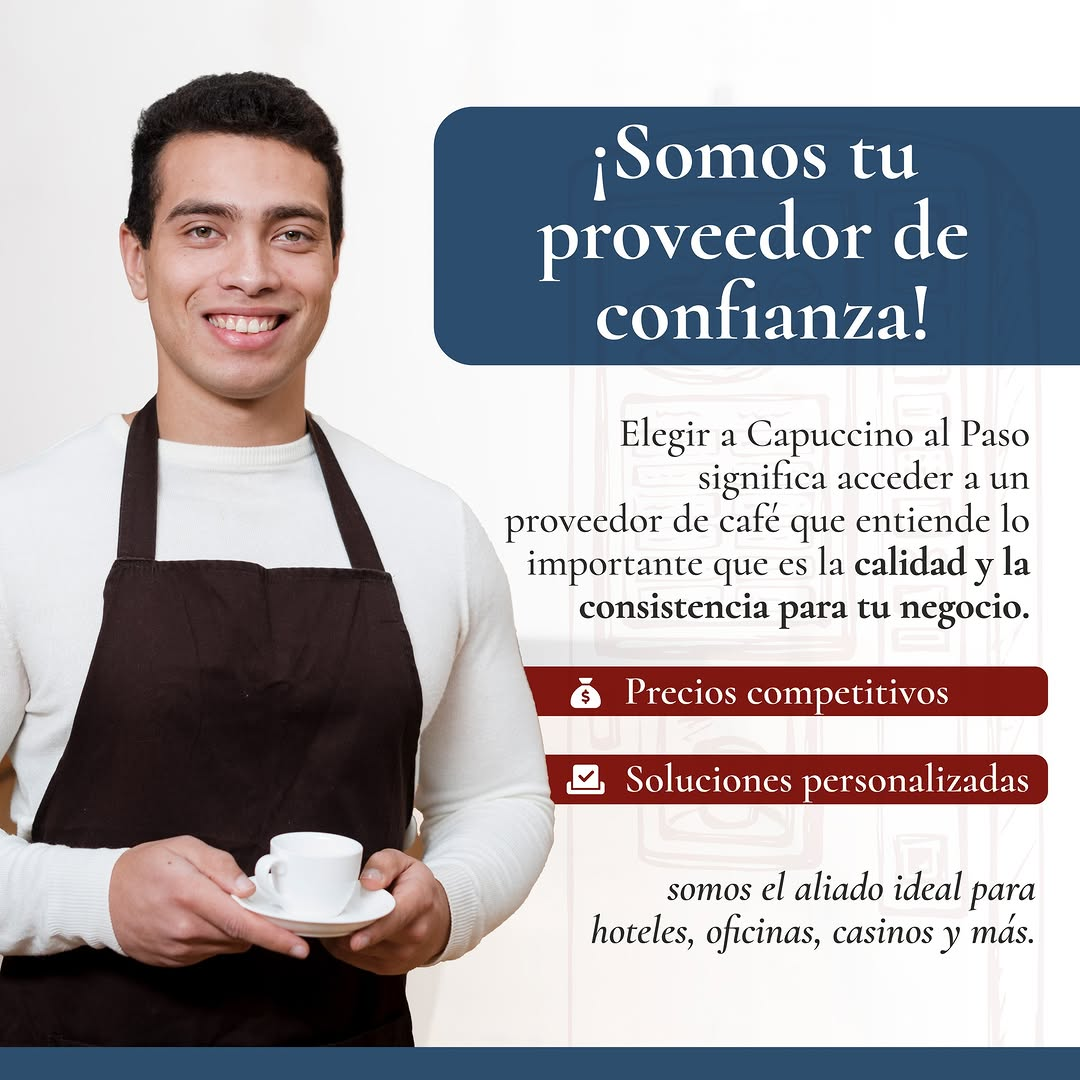 ¡Somos tu
proveedor de
confianza!
Elegir a Capuccino al Paso
significa acceder a un
proveedor de café que entiende lo
importante que es la calidad y la
consistencia para tu negocio.
Precios competitivos
Soluciones personalizadas
somos el aliado ideal para
hoteles, oficinas, casinos y más.